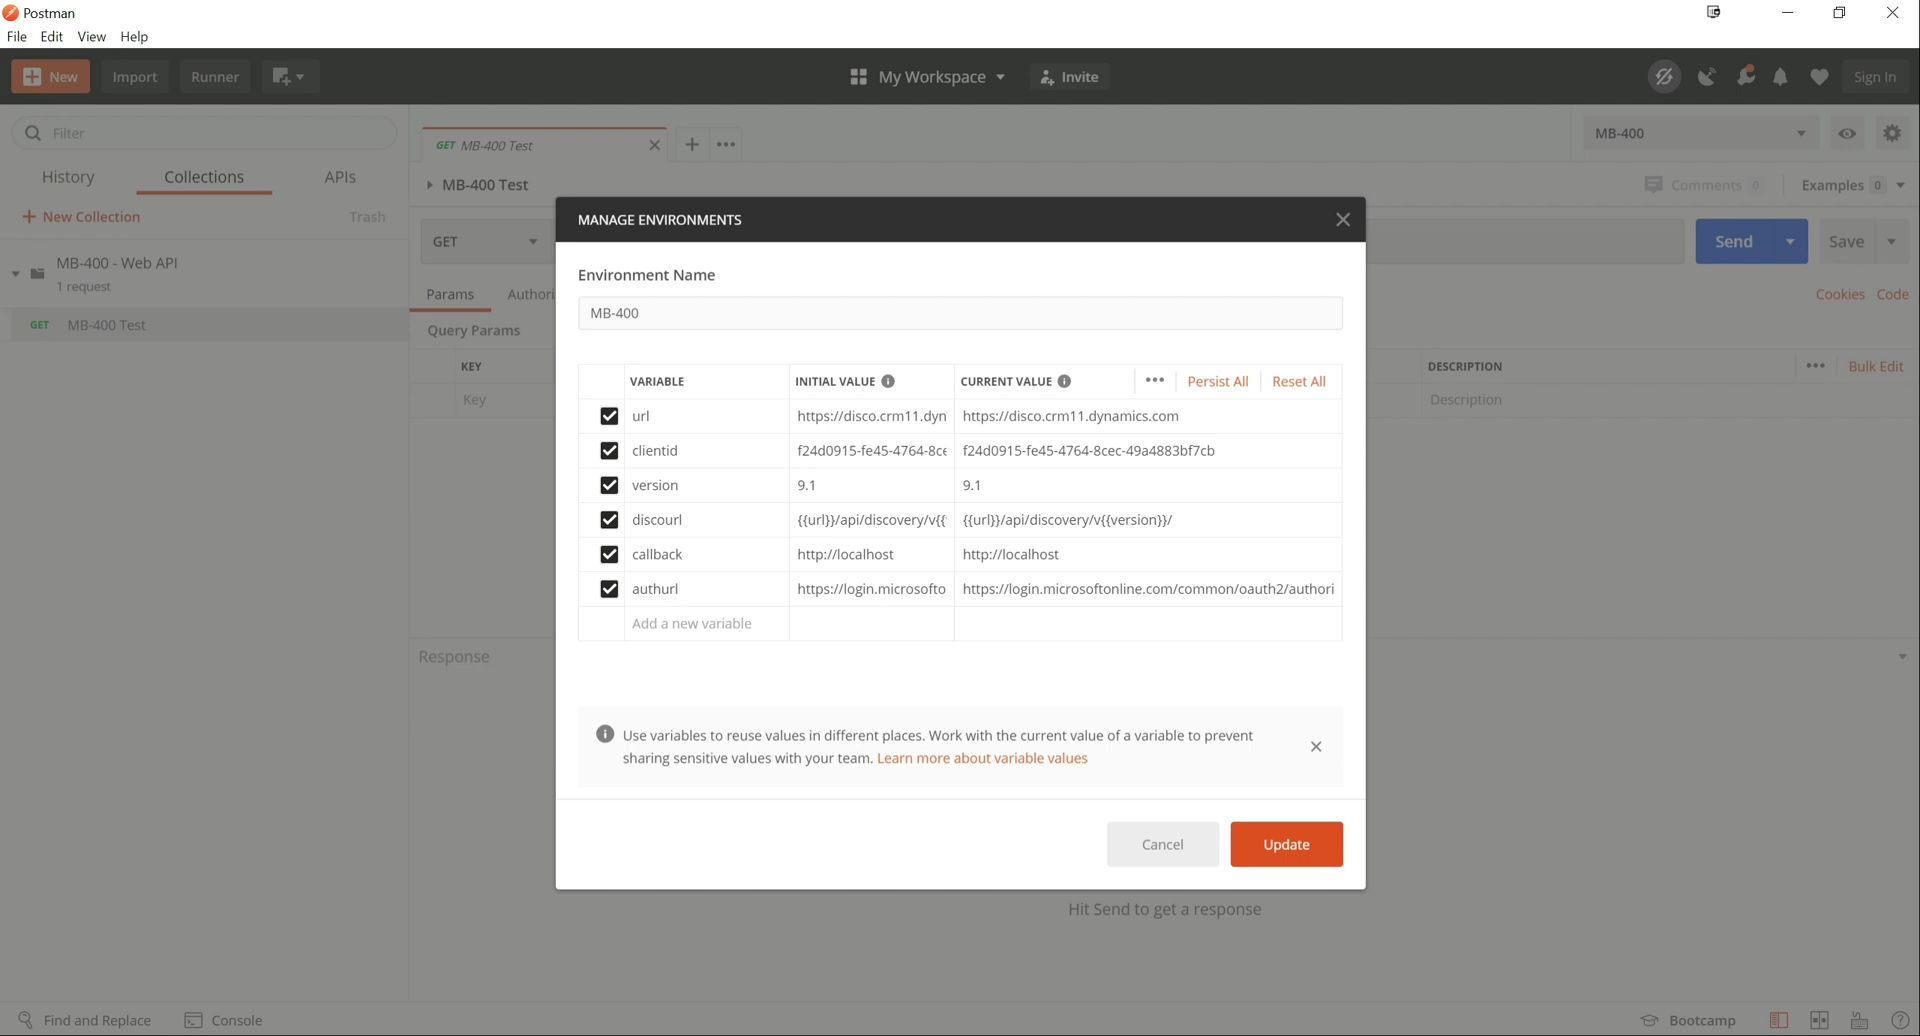 Postman
File Edit View Help
New Import Runner My Workspace Invite Sign In
Filter
History Collections APIs
New Collection Trash
MB-400 - Web API
1 request
GET MB-400 Test
GET MB-400 Test
MB-400
MB-400 Test
Comments 0 Examples 0
GET
Send Save
Params Authori
Cookies Code
Query Params
KEY DESCRIPTION Bulk Edit
Key Description
Response
MANAGE ENVIRONMENTS
Environment Name
MB-400
VARIABLE INITIAL VALUE CURRENT VALUE Persist All Reset All
url https://disco.crm11.dyn https://disco.crm11.dynamics.com
clientid f24d0915-fe45-4764-8ce f24d0915-fe45-4764-8cec-49a4883bf7cb
version 9.1 9.1
discourl {{url}}/api/discovery/v{{ {{url}}/api/discovery/v{{version}}/
callback http://localhost http://localhost
authurl https://login.microsofto https://login.microsoftonline.com/common/oauth2/authori
Add a new variable
Use variables to reuse values in different places. Work with the current value of a variable to prevent
sharing sensitive values with your team. Learn more about variable values
Cancel Update
Hit Send to get a response
Find and Replace Console Bootcamp